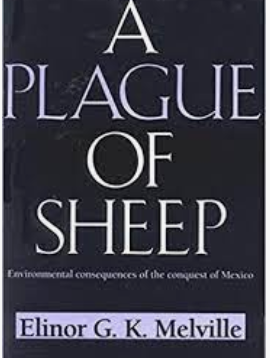 A
PLAGUE
OF
SHEEP
Environmental consequences of the conquest of Mexico
Elinor G. K. Melville